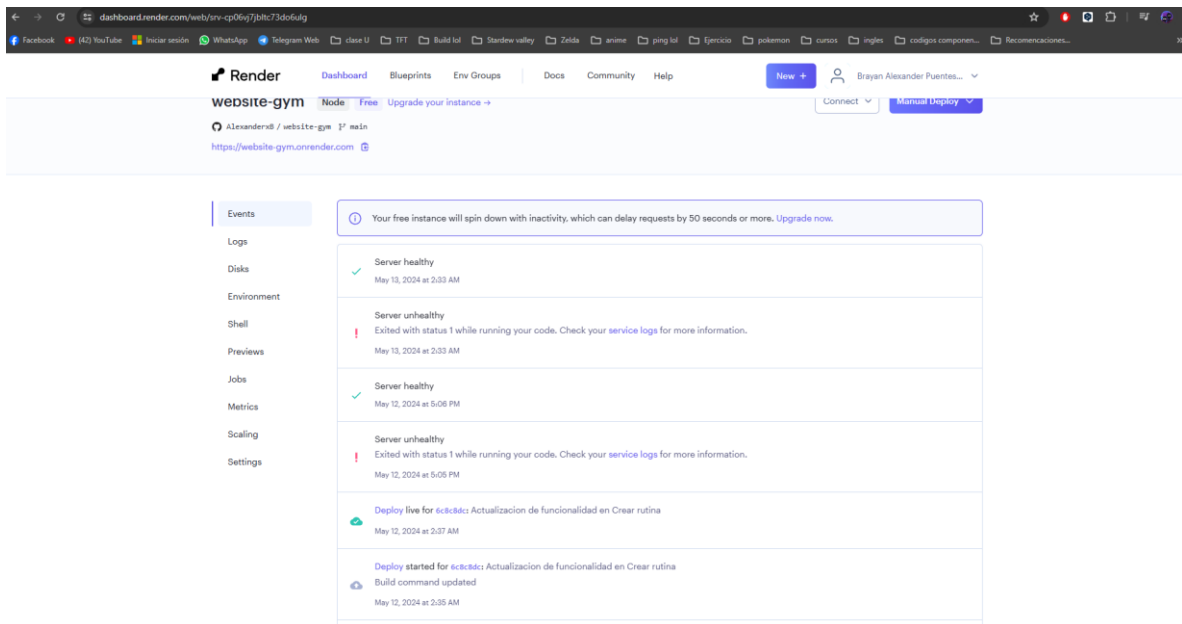 dashboard.render.com/web/srv-cp06vj7jbltc73do6ulg
Facebook (42) YouTube Iniciar sesión WhatsApp Telegram Web clase U TFT Build lol Stardew valley Zelda anime ping lol Ejercicio pokemon cursos ingles codigos componen... Recomencaciones...
Render Dashboard Blueprints Env Groups Docs Community Help New + Brayan Alexander Puentes...
website-gym Node Free Upgrade your instance → Connect Manual Deploy
AlexanderxB / website-gym main
https://website-gym.onrender.com
Events
Logs
Disks
Environment
Shell
Previews
Jobs
Metrics
Scaling
Settings
Your free instance will spin down with inactivity, which can delay requests by 50 seconds or more. Upgrade now.
Server healthy
May 13, 2024 at 2:33 AM
Server unhealthy
Exited with status 1 while running your code. Check your service logs for more information.
May 13, 2024 at 2:33 AM
Server healthy
May 12, 2024 at 5:06 PM
Server unhealthy
Exited with status 1 while running your code. Check your service logs for more information.
May 12, 2024 at 5:05 PM
Deploy live for 6c8c8dc: Actualizacion de funcionalidad en Crear rutina
May 12, 2024 at 2:37 AM
Deploy started for 6c8c8dc: Actualizacion de funcionalidad en Crear rutina
Build command updated
May 12, 2024 at 2:35 AM